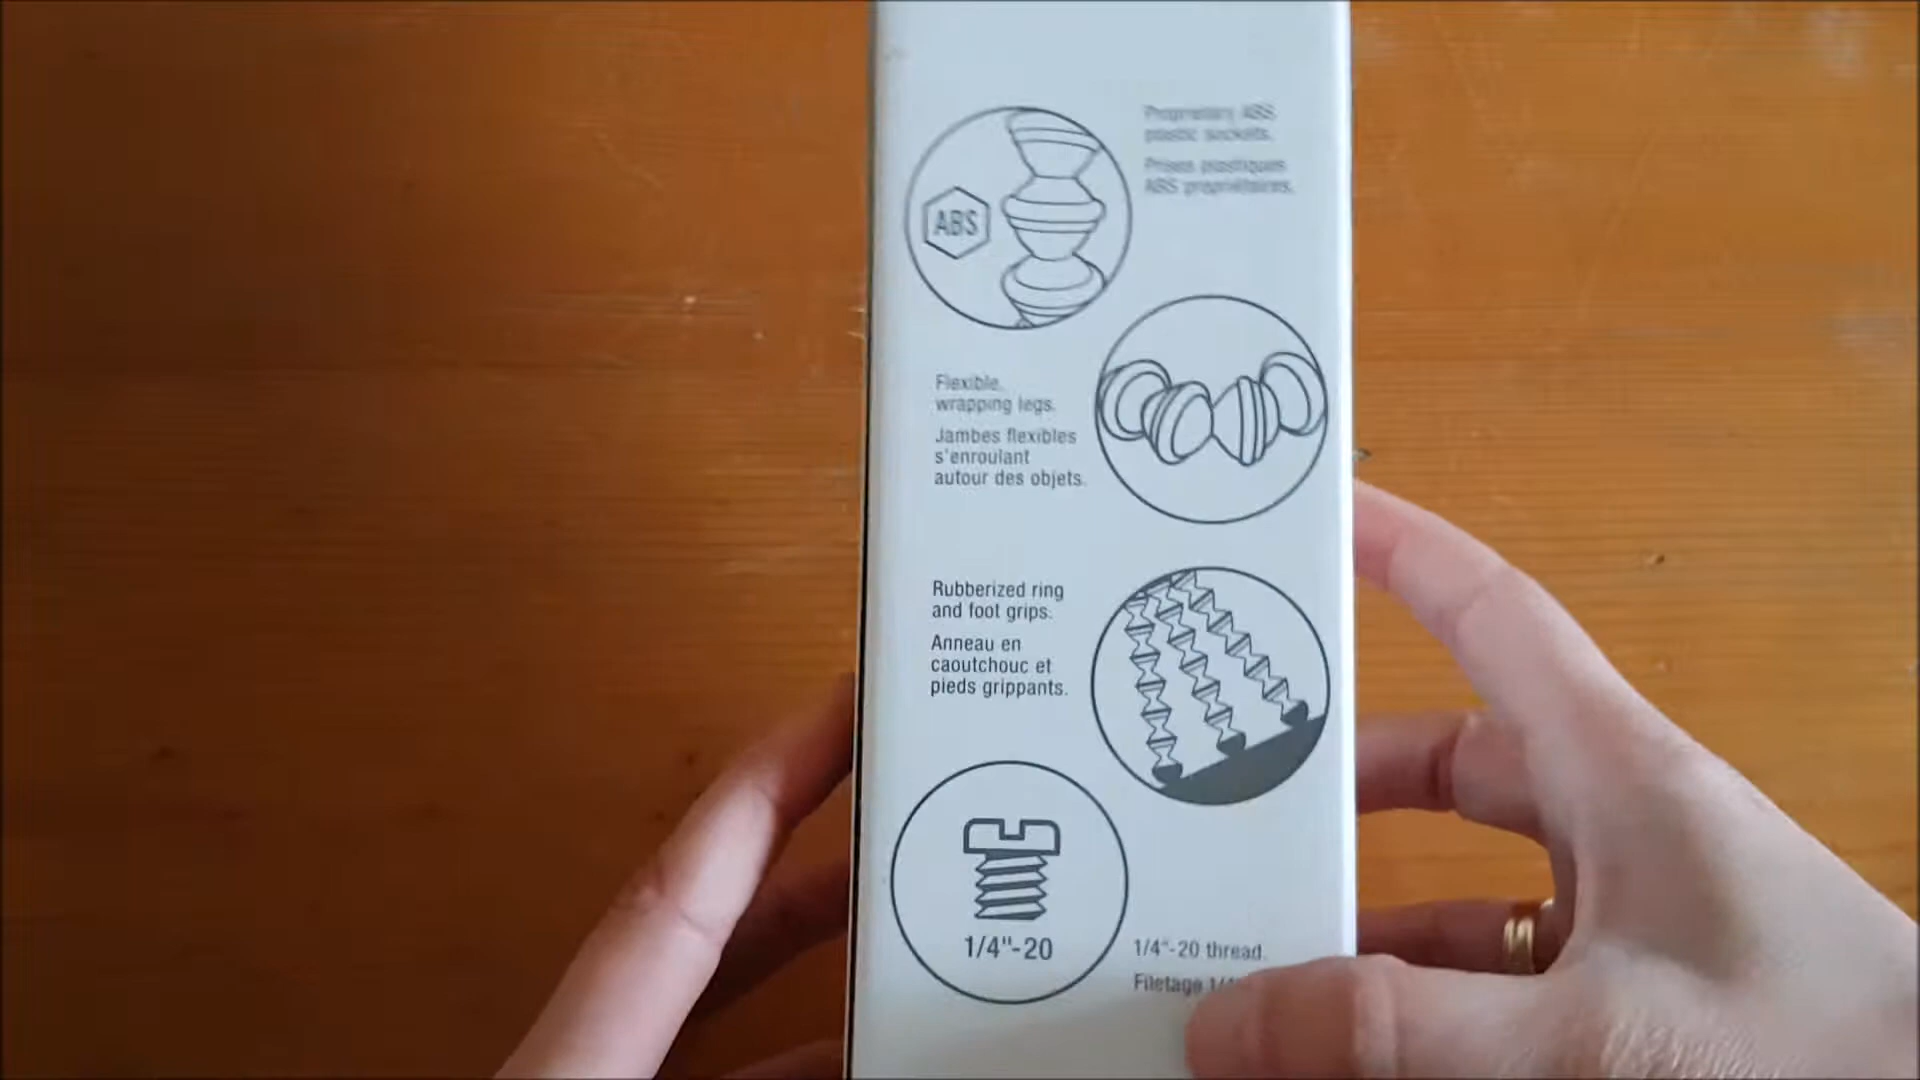 Proprietary ABS
plastic sockets.
Prises plastiques
ABS propriétaires.
ABS
Flexible,
wrapping legs.
Jambes flexibles
s'enroulant
autour des objets.
Rubberized ring
and foot grips.
Anneau en
caoutchouc et
pieds grippants.
1/4"-20
1/4"-20 thread.
Filetage